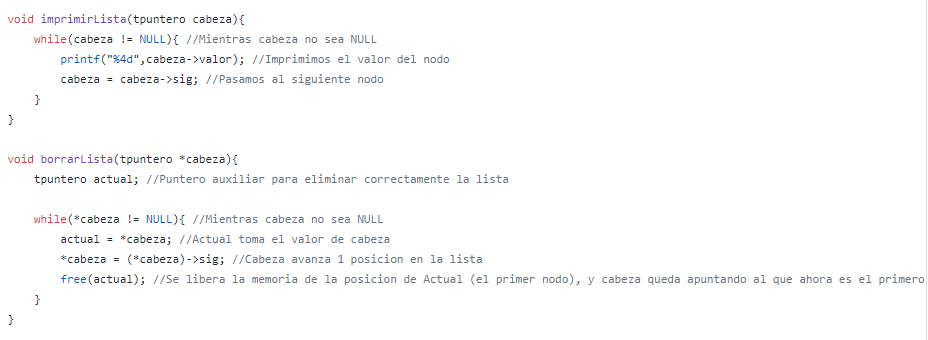 void imprimirLista(tpuntero cabeza){
    while(cabeza != NULL){ //Mientras cabeza no sea NULL
        printf("%4d",cabeza->valor); //Imprimimos el valor del nodo
        cabeza = cabeza->sig; //Pasamos al siguiente nodo
    }
}

void borrarLista(tpuntero *cabeza){
    tpuntero actual; //Puntero auxiliar para eliminar correctamente la lista

    while(*cabeza != NULL){ //Mientras cabeza no sea NULL
        actual = *cabeza; //Actual toma el valor de cabeza
        *cabeza = (*cabeza)->sig; //Cabeza avanza 1 posicion en la lista
        free(actual); //Se libera la memoria de la posicion de Actual (el primer nodo), y cabeza queda apuntando al que ahora es el primero
    }
}